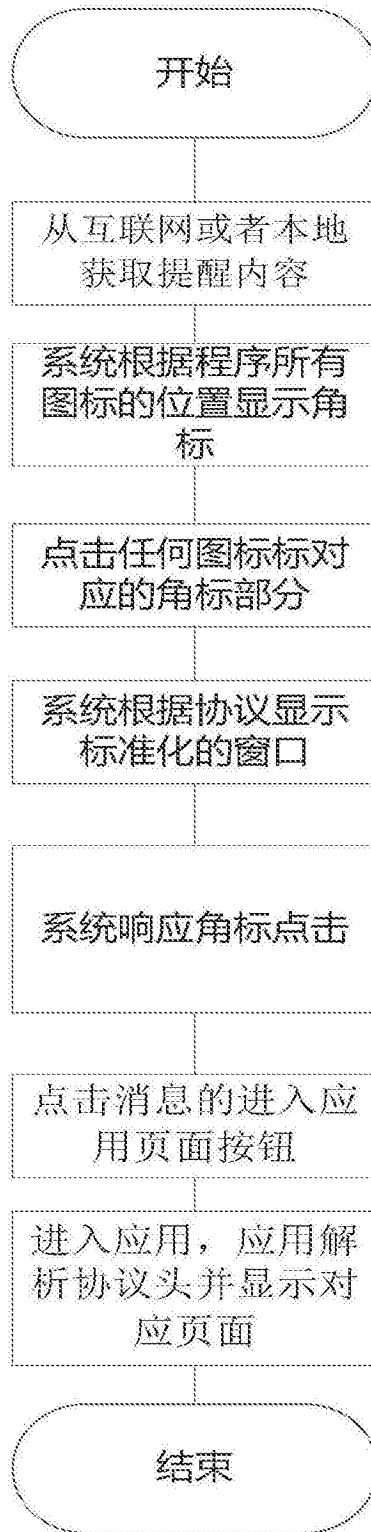 开始
从互联网或者本地
获取提醒内容
系统根据程序所有
图标的位置显示角
标
点击任何图标标对
应的角标部分
系统根据协议显示
标准化的窗口
系统响应角标点击
点击消息的进入应
用页面按钮
进入应用，应用解
析协议头并显示对
应页面
结束